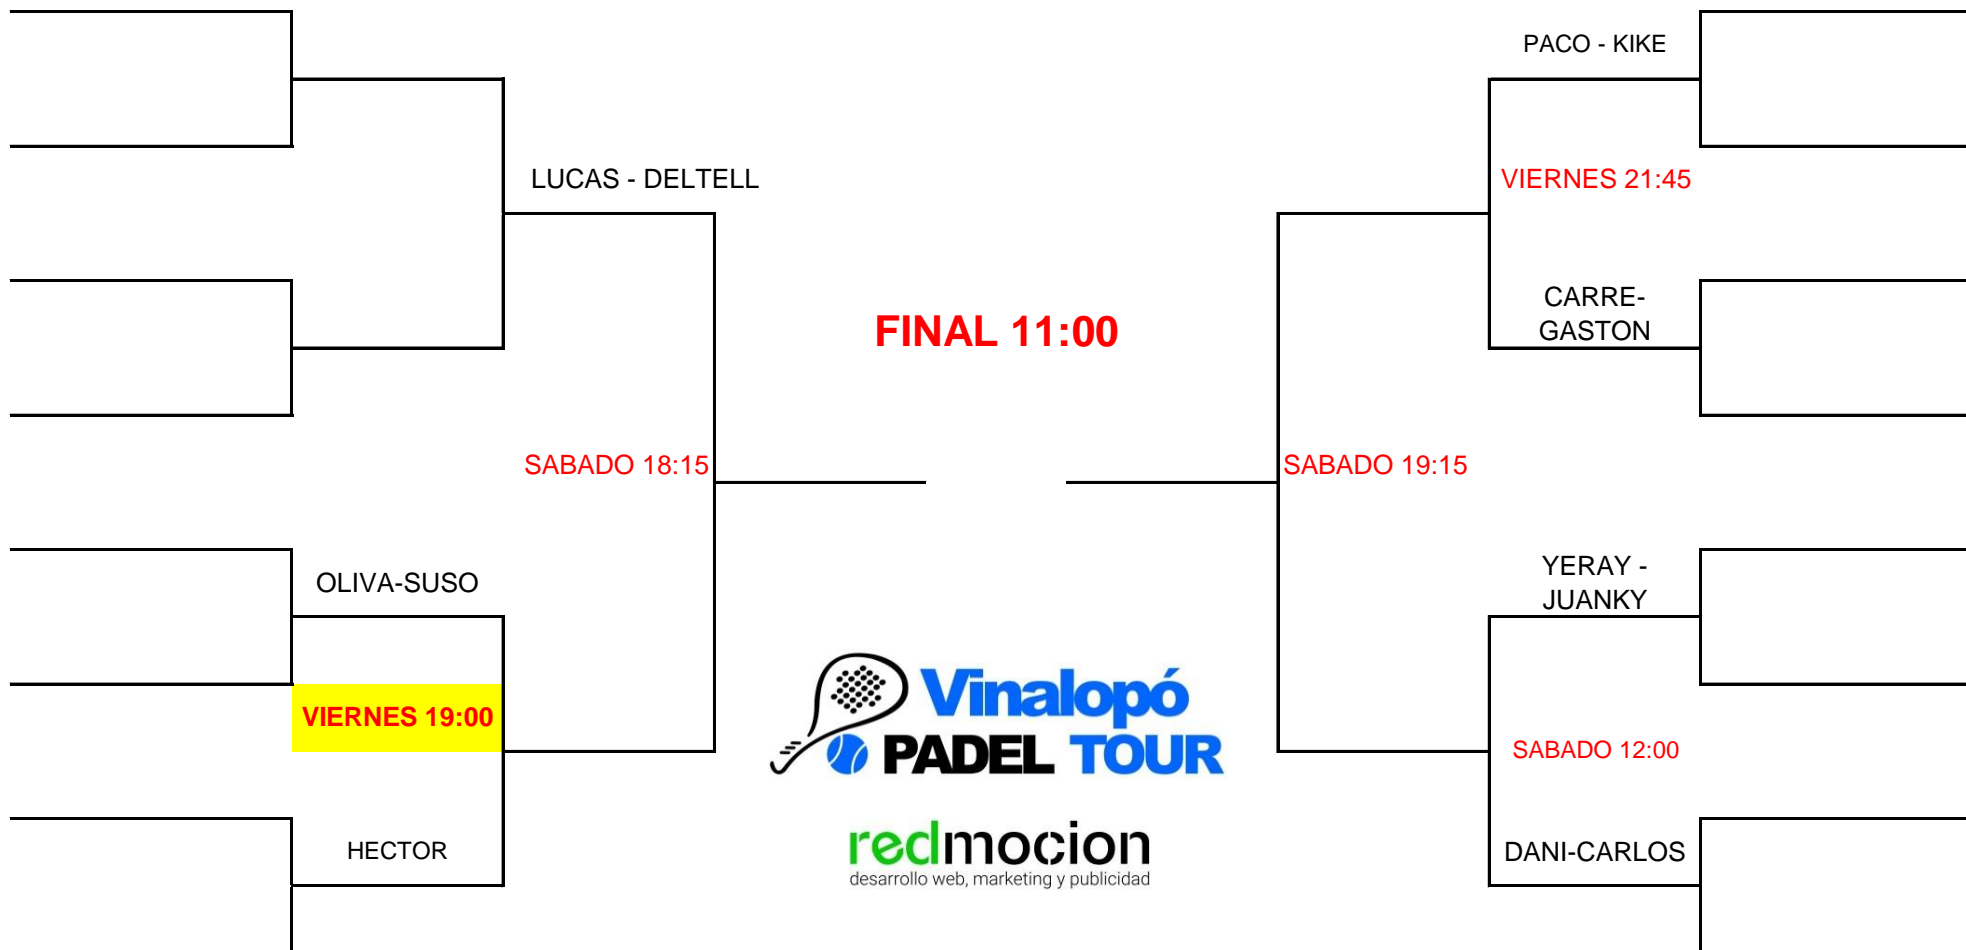 PACO - KIKE
LUCAS - DELTELL
VIERNES 21:45
CARRE-
GASTON
FINAL 11:00
SABADO 18:15
SABADO 19:15
OLIVA-SUSO
YERAY -
JUANKY
VIERNES 19:00
Vinalopó
PADEL TOUR
SABADO 12:00
HECTOR
redmocion
desarrollo web, marketing y publicidad
DANI-CARLOS